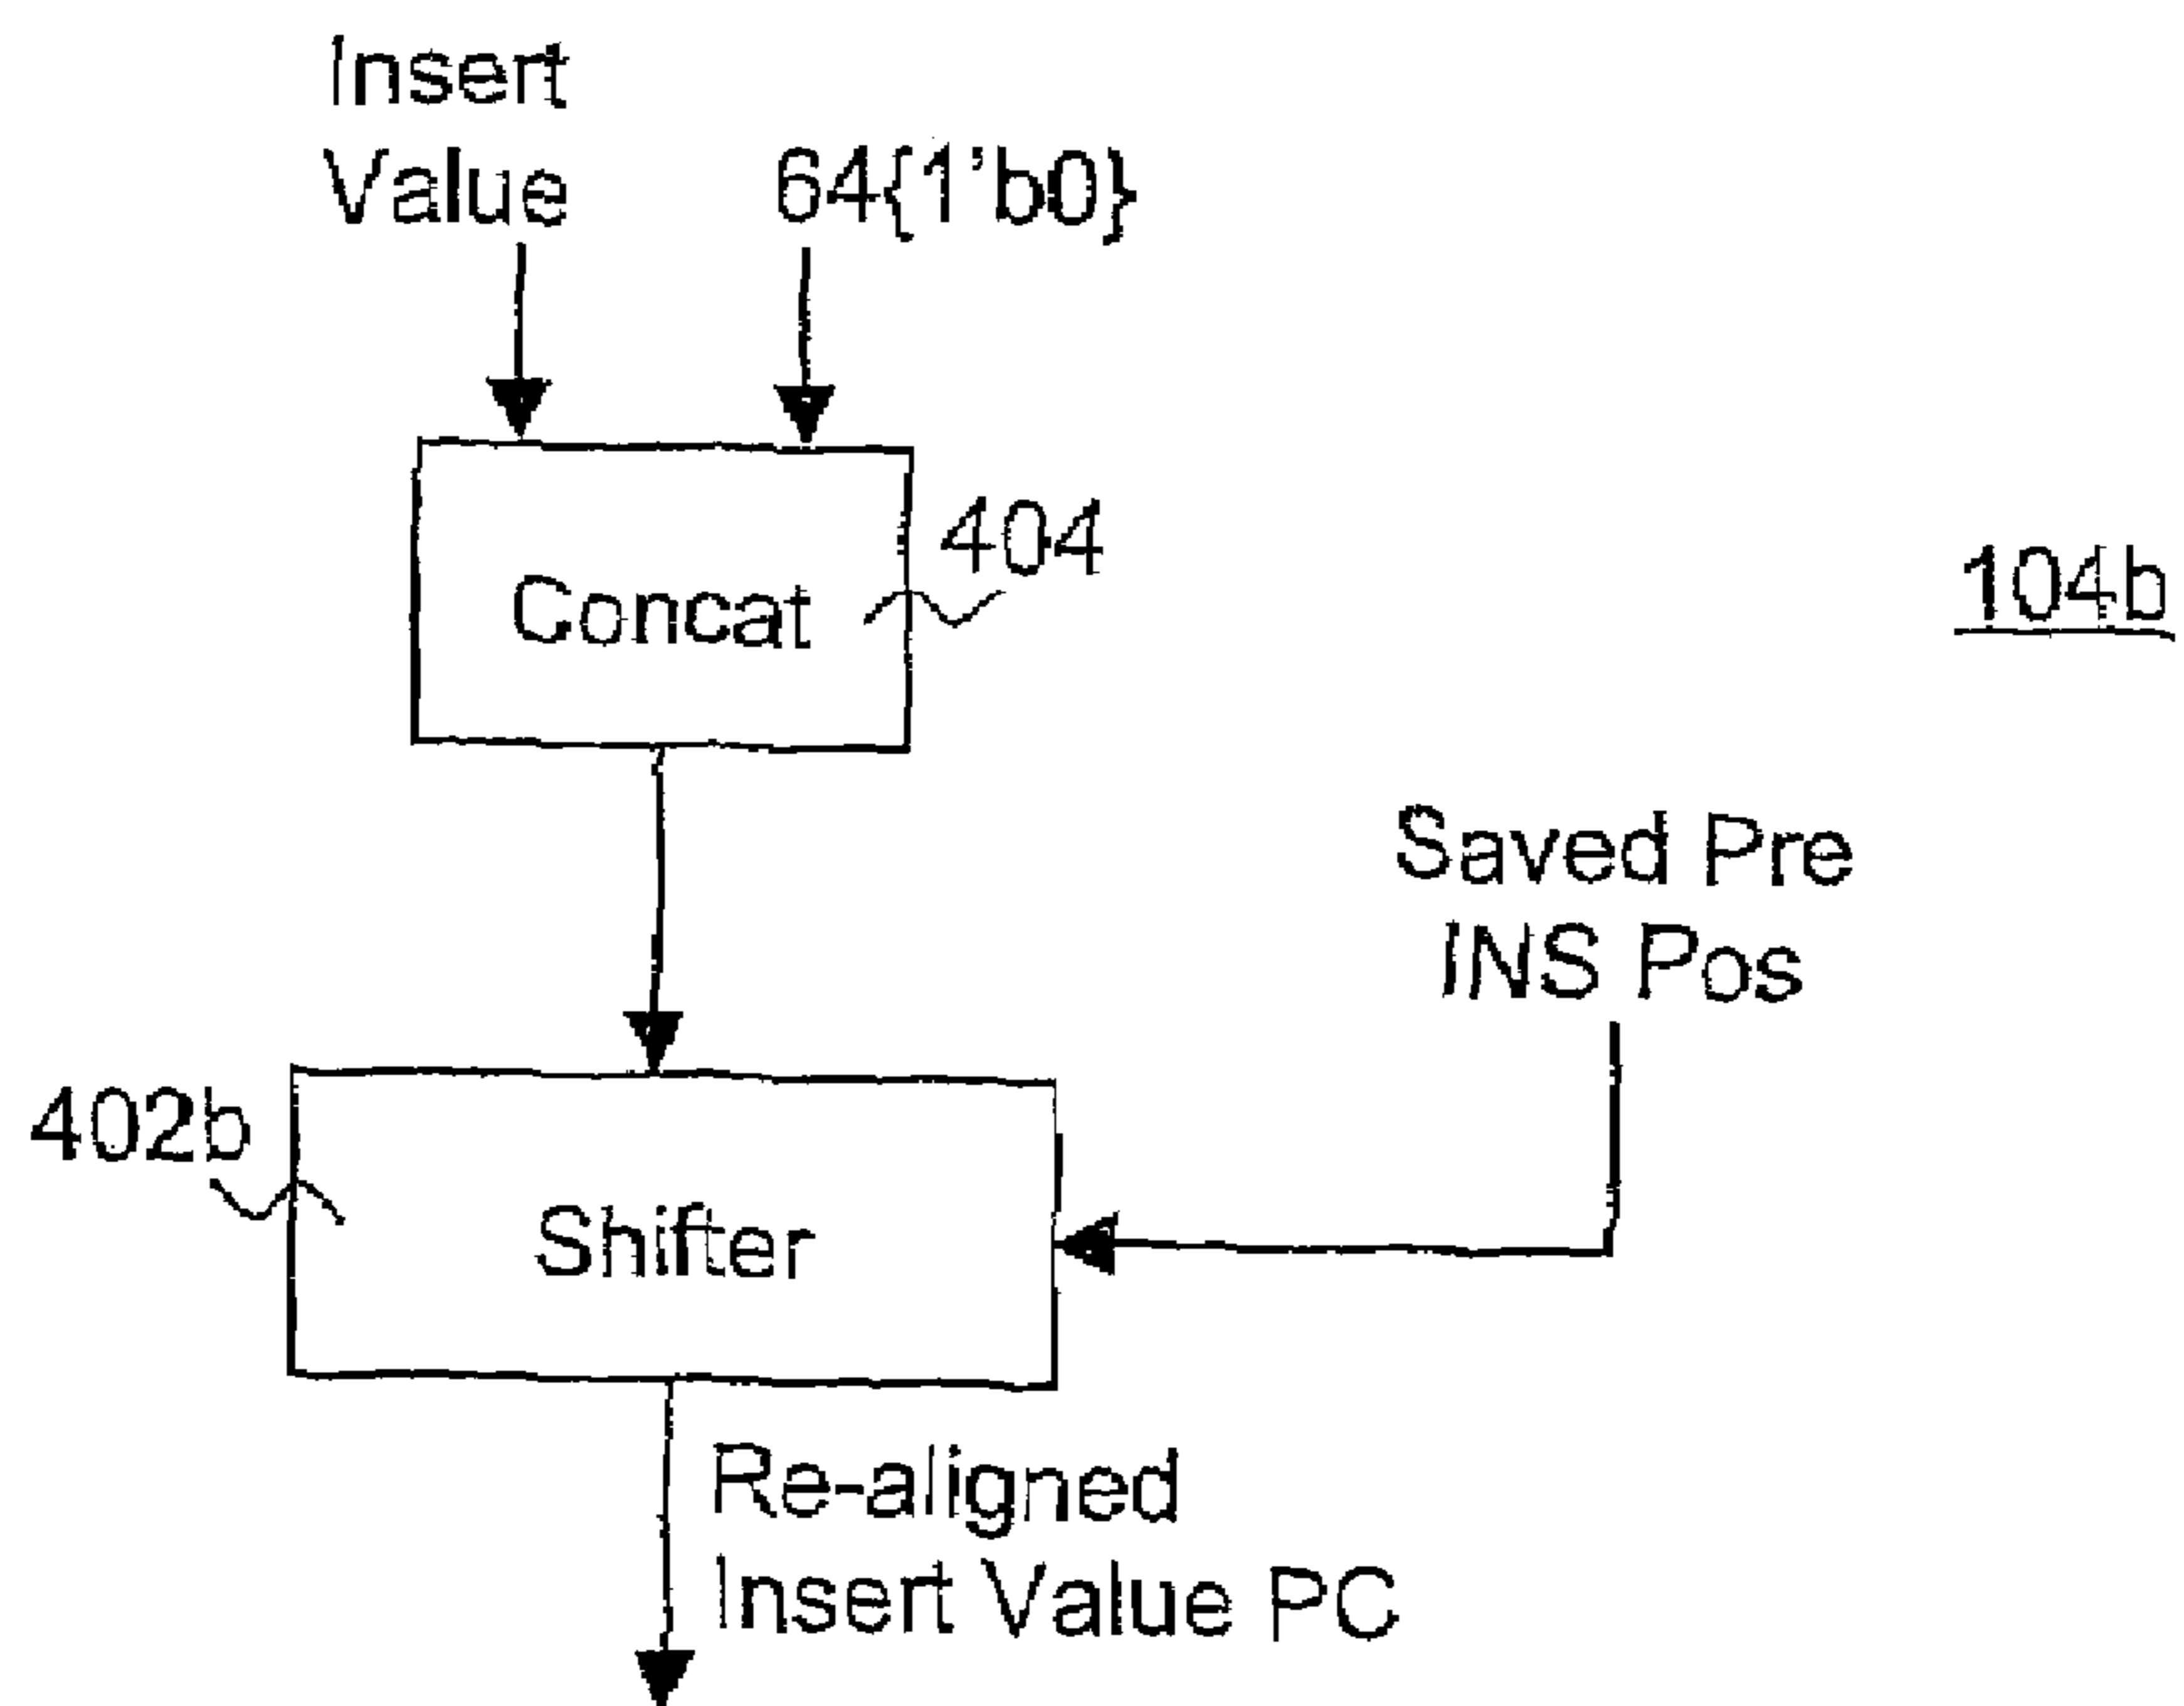 Insert
Value
64{1'b0}
Concat
404
104b
Saved Pre
INS Pos
402b
Shifter
Re-aligned
Insert Value PC